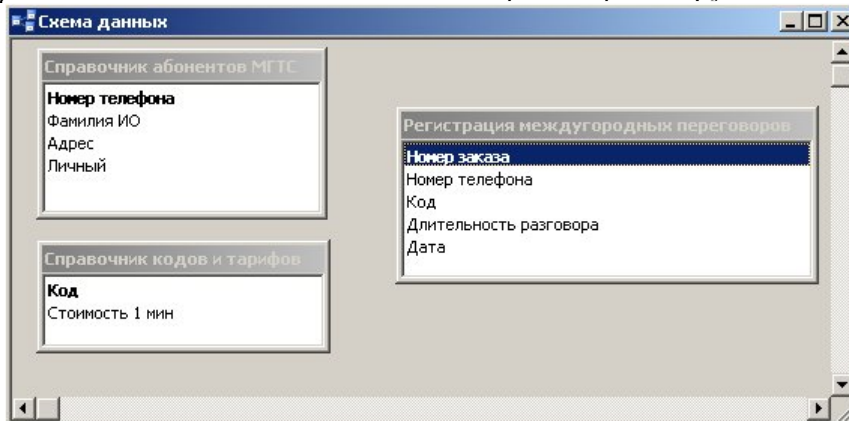 Схема данных
Справочник абонентов МГТС
Номер телефона
Фамилия ИО
Адрес
Личный
Регистрация междугородных переговоров
Номер заказа
Номер телефона
Код
Длительность разговора
Дата
Справочник кодов и тарифов
Код
Стоимость 1 мин